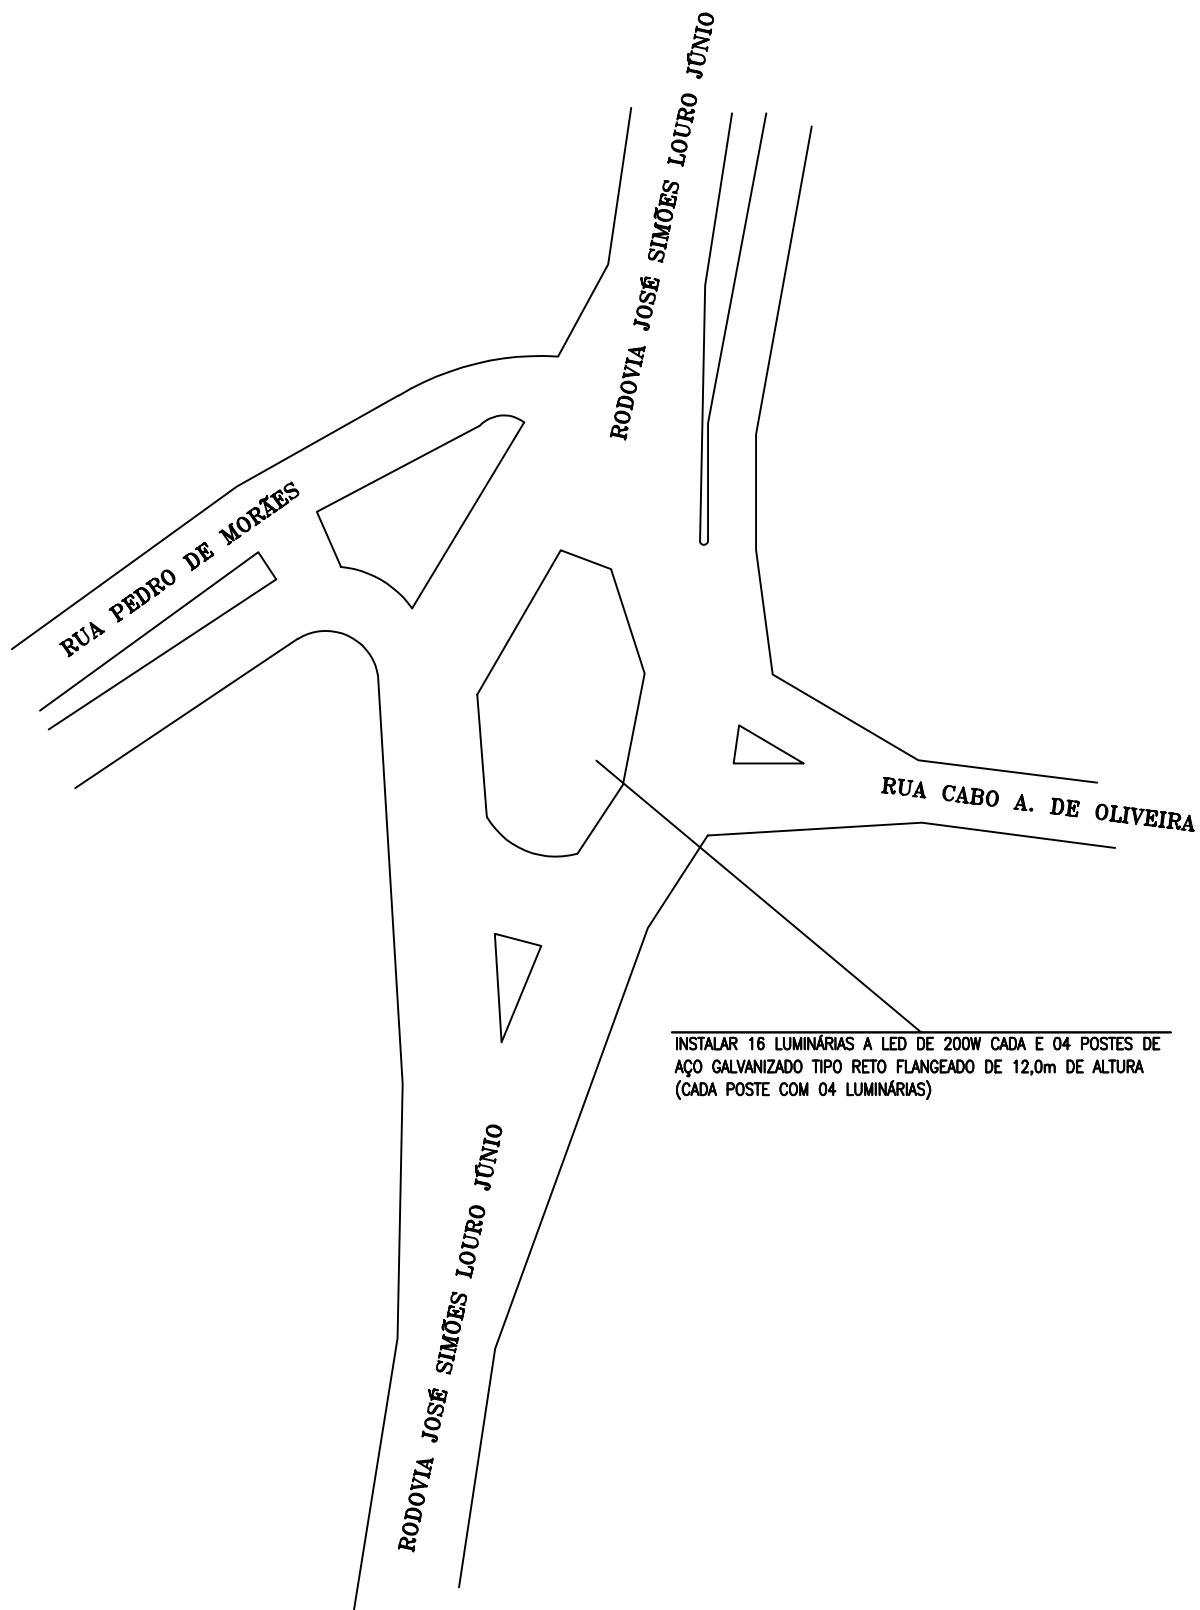 RODOVIA JOSÉ SIMÕES LOURO JÚNIO
RUA PEDRO DE MORÃES
RUA CABO A. DE OLIVEIRA
INSTALAR 16 LUMINÁRIAS A LED DE 200W CADA E 04 POSTES DE
AÇO GALVANIZADO TIPO RETO FLANGEADO DE 12,0m DE ALTURA
(CADA POSTE COM 04 LUMINÁRIAS)
RODOVIA JOSÉ SIMÕES LOURO JÚNIO